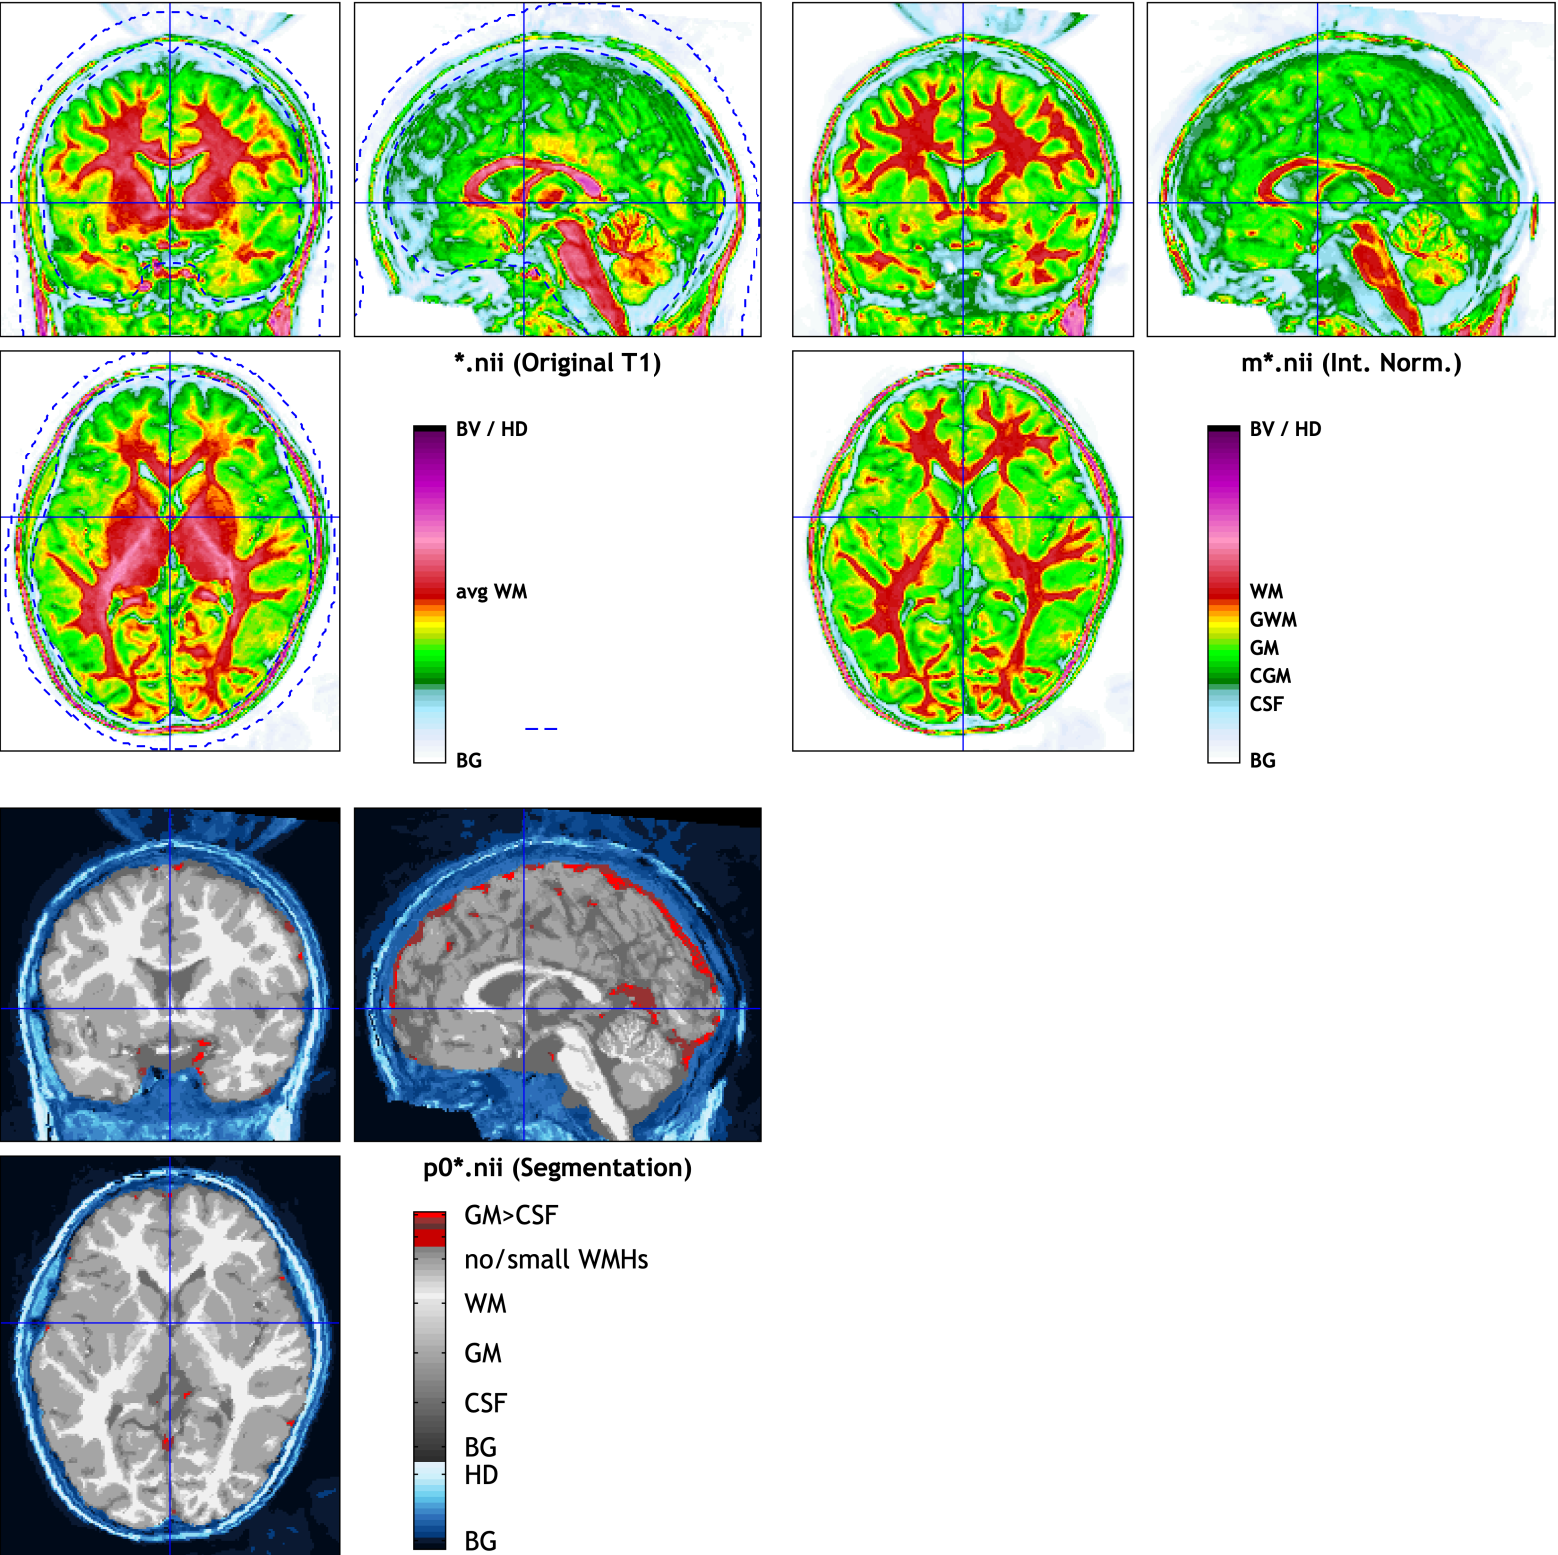 *.nii (Original T1)
BV / HD
avg WM
BG
m*.nii (Int. Norm.)
BV / HD
WM
GWM
GM
CGM
CSF
BG
p0*.nii (Segmentation)
GM>CSF
no/small WMHs
WM
GM
CSF
BG
HD
BG